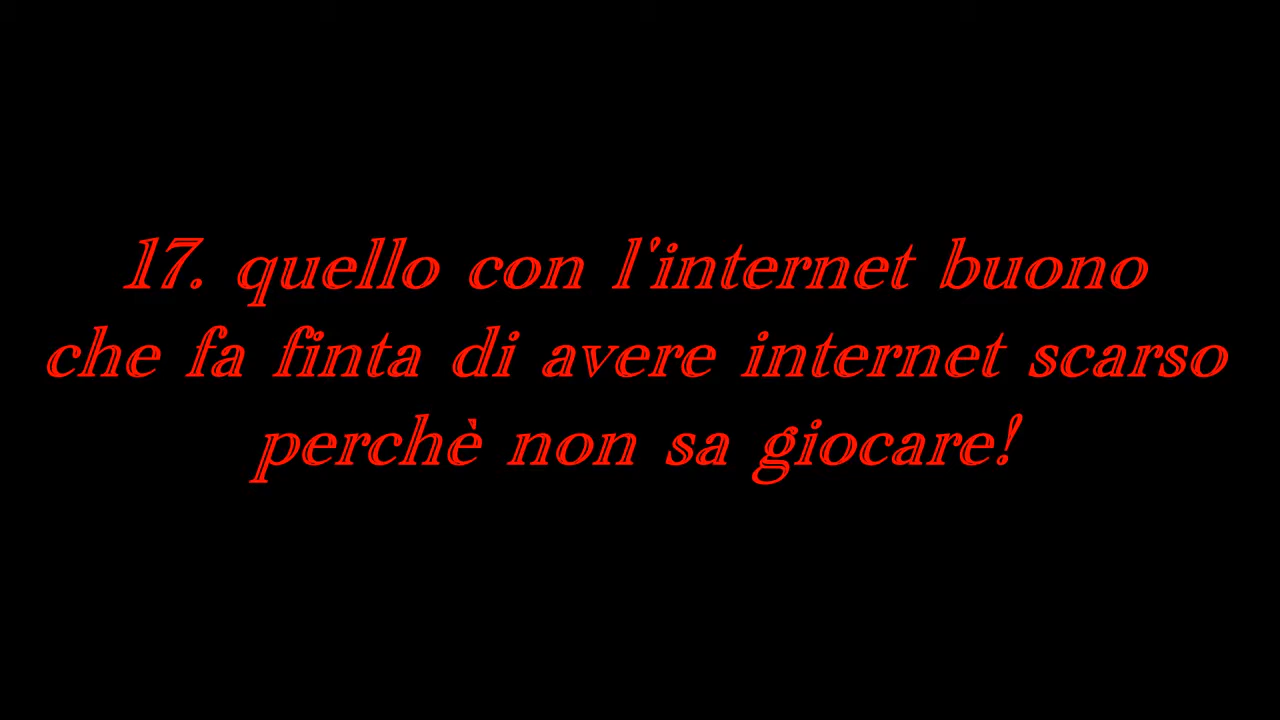 17. quello con l'internet buono
che fa finta di avere internet scarso
perchè non sa giocare!